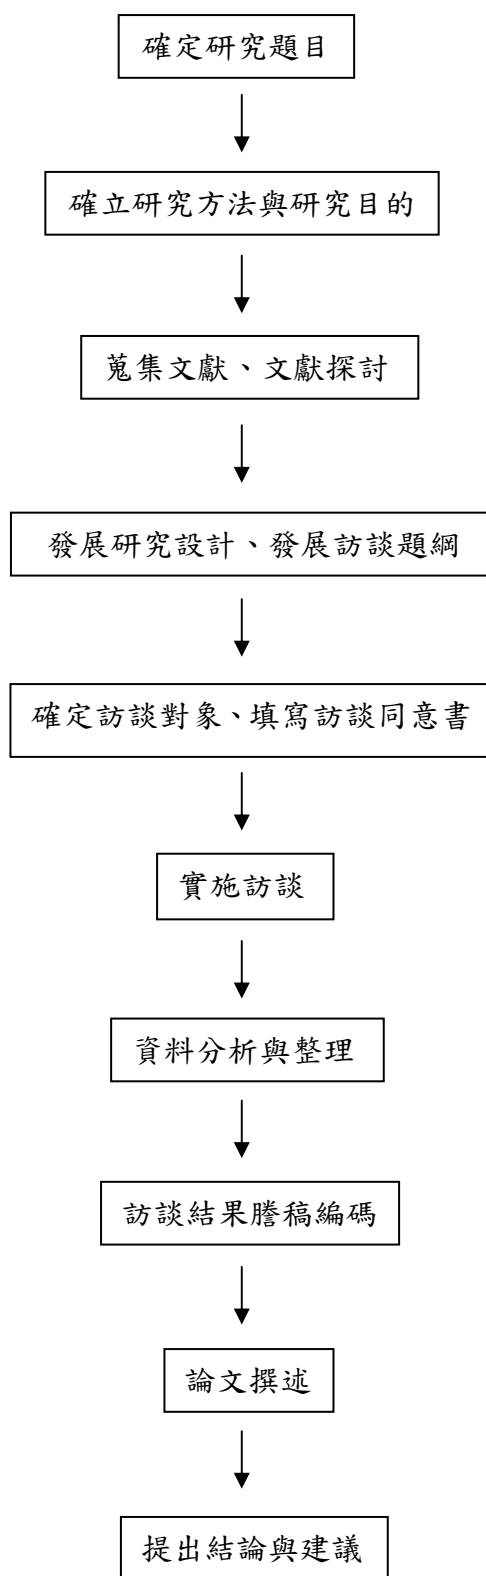 確定研究題目
確立研究方法與研究目的
蒐集文獻、文獻探討
發展研究設計、發展訪談題綱
確定訪談對象、填寫訪談同意書
實施訪談
資料分析與整理
訪談結果謄稿編碼
論文撰述
提出結論與建議